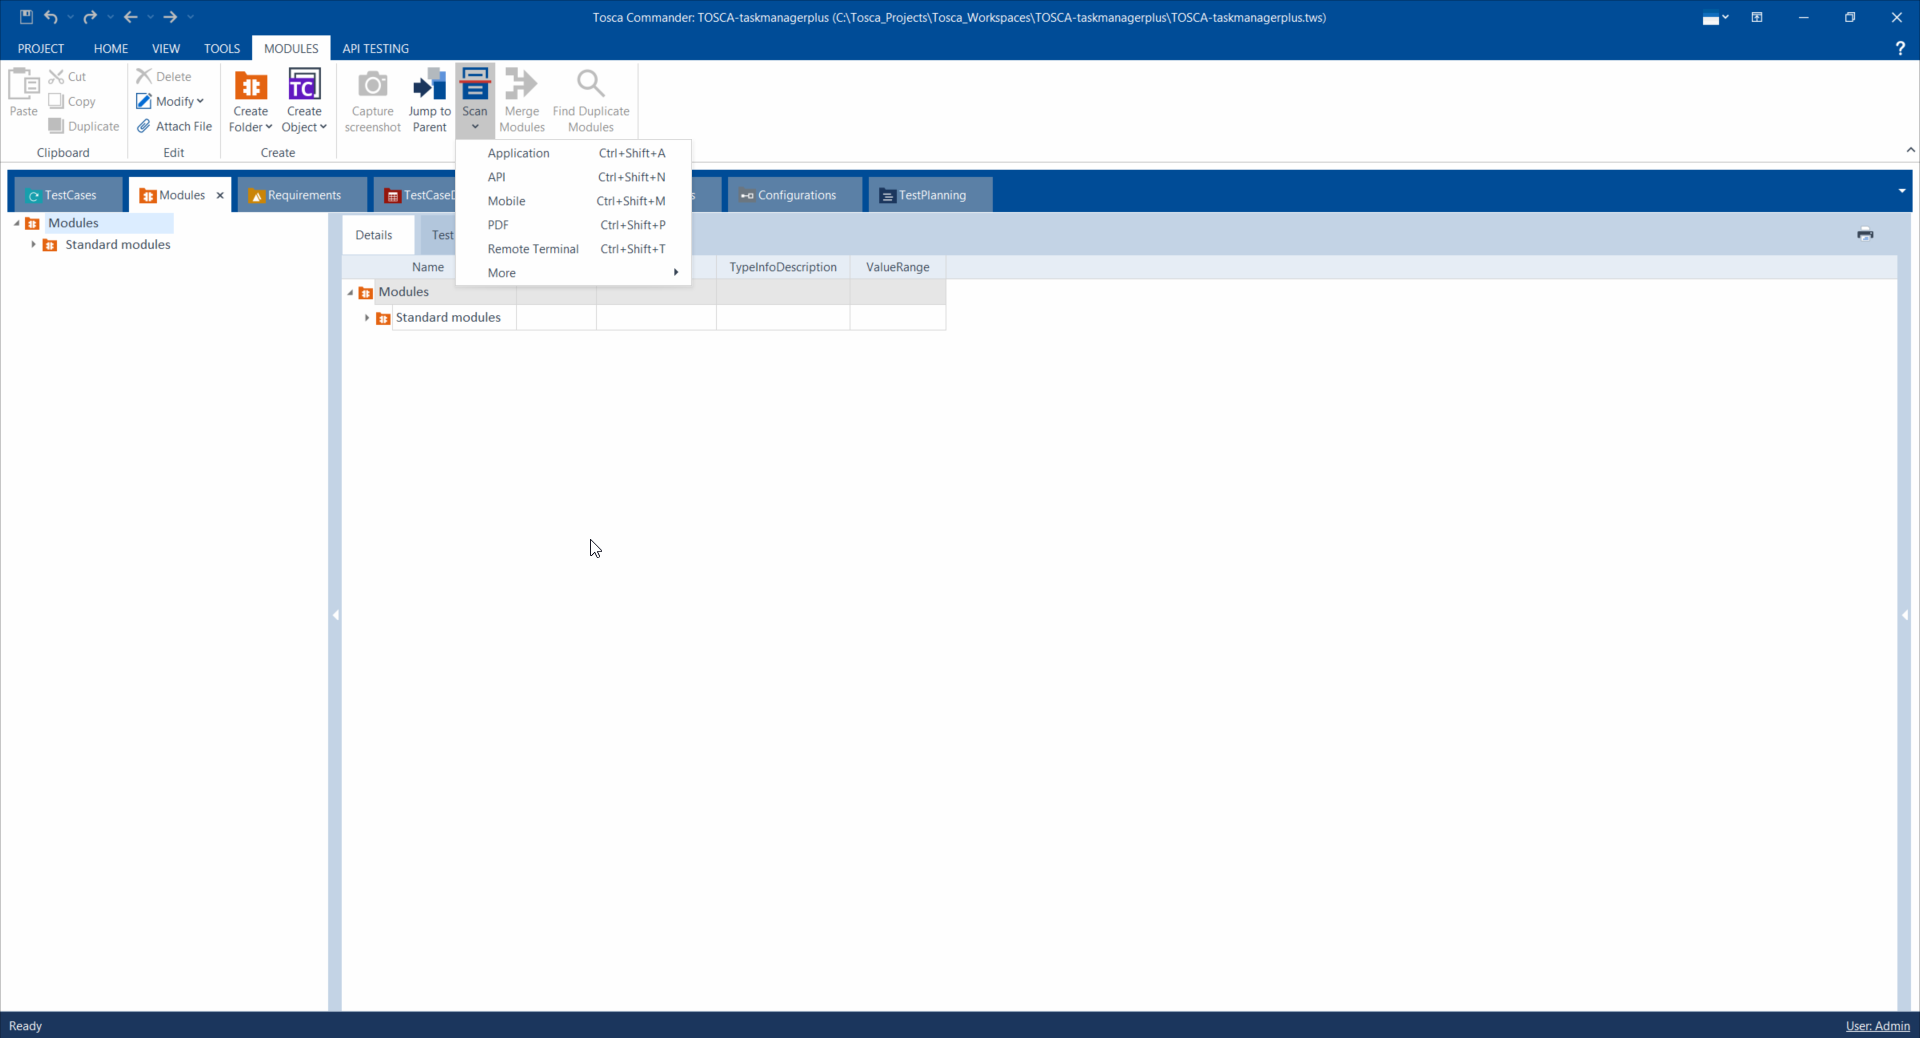 Tosca Commander: TOSCA-taskmanagerplus (C:\Tosca_Projects\Tosca_Workspaces\TOSCA-taskmanagerplus\TOSCA-taskmanagerplus.tws)
PROJECT HOME VIEW TOOLS MODULES API TESTING ?
Paste
Cut
Copy
Duplicate
Clipboard
Delete
Modify
Attach File
Edit
Create Folder
TC
Create Object
Create
Capture screenshot
Jump to Parent
Scan
Merge Modules
Find Duplicate Modules
Application Ctrl+Shift+A
API Ctrl+Shift+N
Mobile Ctrl+Shift+M
PDF Ctrl+Shift+P
Remote Terminal Ctrl+Shift+T
More
TestCases Modules Requirements TestCaseD s Configurations TestPlanning
Modules
Standard modules
Details Test
Name TypeInfoDescription ValueRange
Modules
Standard modules
Ready User: Admin